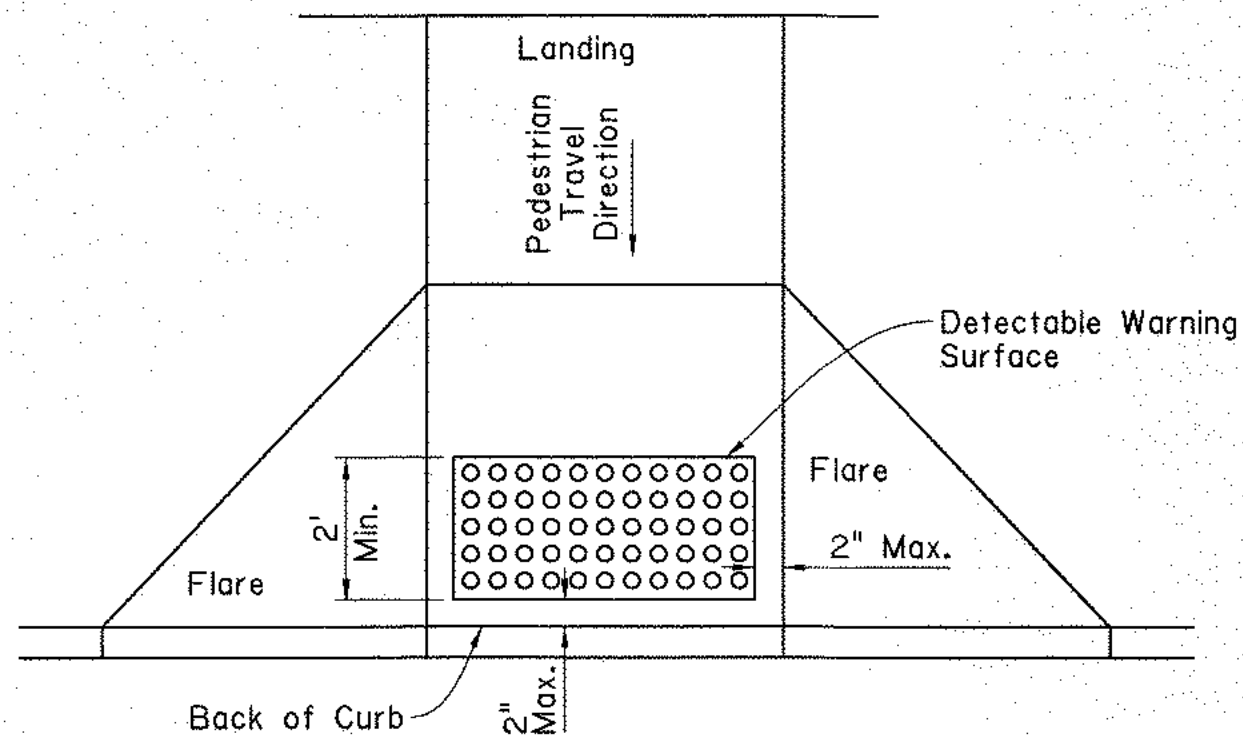 Landing
Pedestrian
Travel
Direction
Detectable Warning
Surface
Flare
2'
Min.
2" Max.
Flare
Back of Curb
2"
Max.